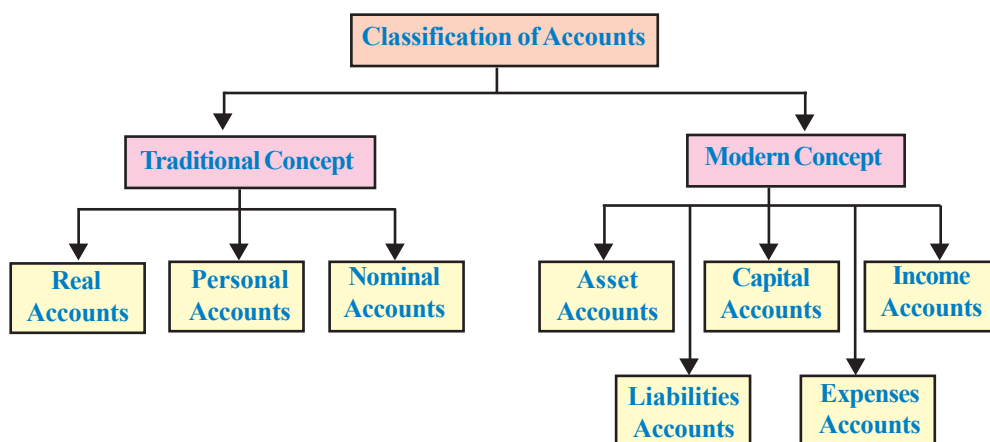 Classification of Accounts
Traditional Concept
Modern Concept
Real
Accounts
Personal
Accounts
Nominal
Accounts
Asset
Accounts
Capital
Accounts
Income
Accounts
Liabilities
Accounts
Expenses
Accounts